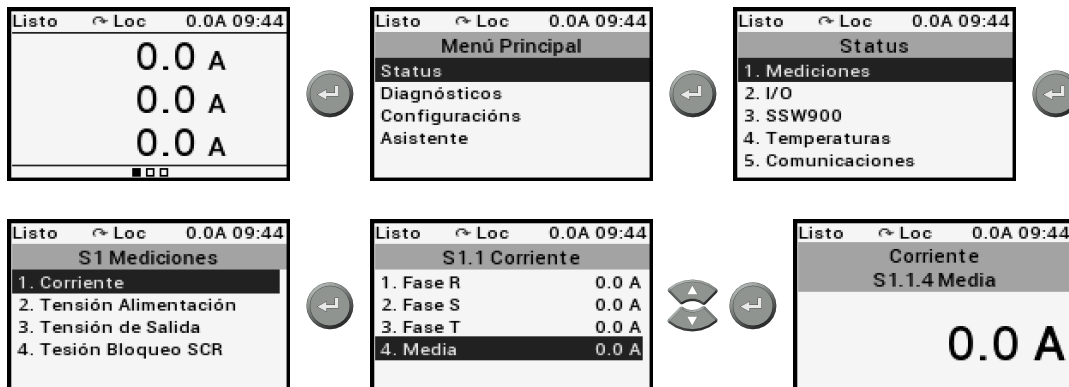 Listo Loc 0.0A 09:44
0.0 A
0.0 A
0.0 A
Listo Loc 0.0A 09:44
Menú Principal
Status
Diagnósticos
Configuracións
Asistente
Listo Loc 0.0A 09:44
Status
1. Mediciones
2. I/O
3. SSW900
4. Temperaturas
5. Comunicaciones
Listo Loc 0.0A 09:44
S1 Mediciones
1. Corriente
2. Tensión Alimentación
3. Tensión de Salida
4. Tesión Bloqueo SCR
Listo Loc 0.0A 09:44
S1.1 Corriente
1. Fase R 0.0 A
2. Fase S 0.0 A
3. Fase T 0.0 A
4. Media 0.0 A
Listo Loc 0.0A 09:44
Corriente
S1.1.4 Media
0.0 A